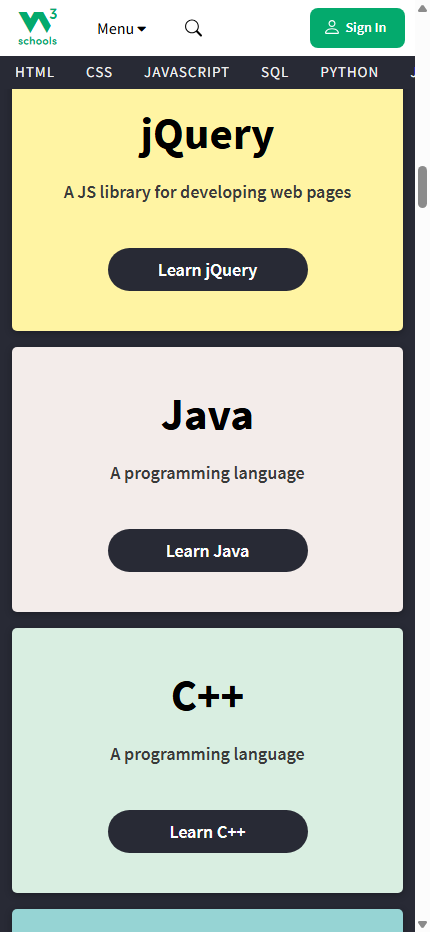 3
schools
Menu
Sign In
HTML CSS JAVASCRIPT SQL PYTHON
jQuery
A JS library for developing web pages
Learn jQuery
Java
A programming language
Learn Java
C++
A programming language
Learn C++